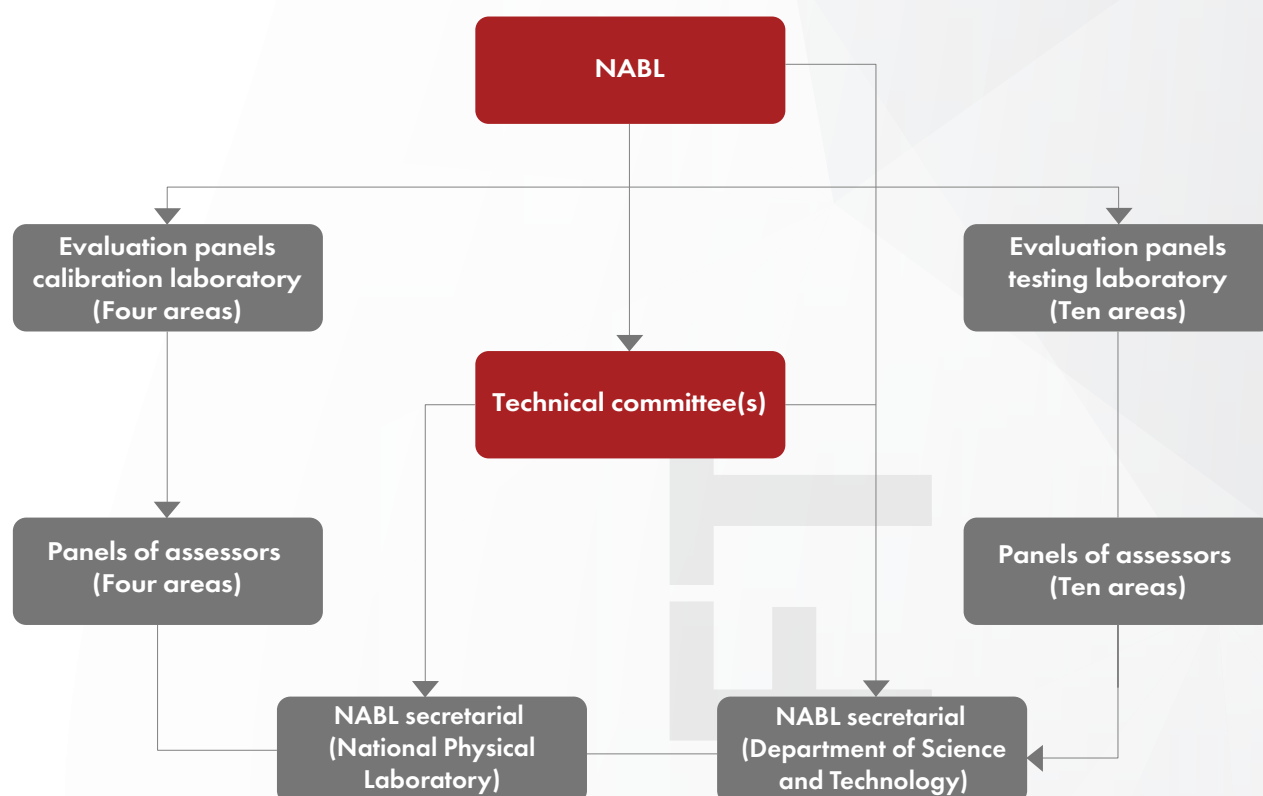 NABL
Evaluation panels
calibration laboratory
(Four areas)
Evaluation panels
testing laboratory
(Ten areas)
Technical committee(s)
Panels of assessors
(Four areas)
Panels of assessors
(Ten areas)
NABL secretarial
(National Physical
Laboratory)
NABL secretarial
(Department of Science
and Technology)